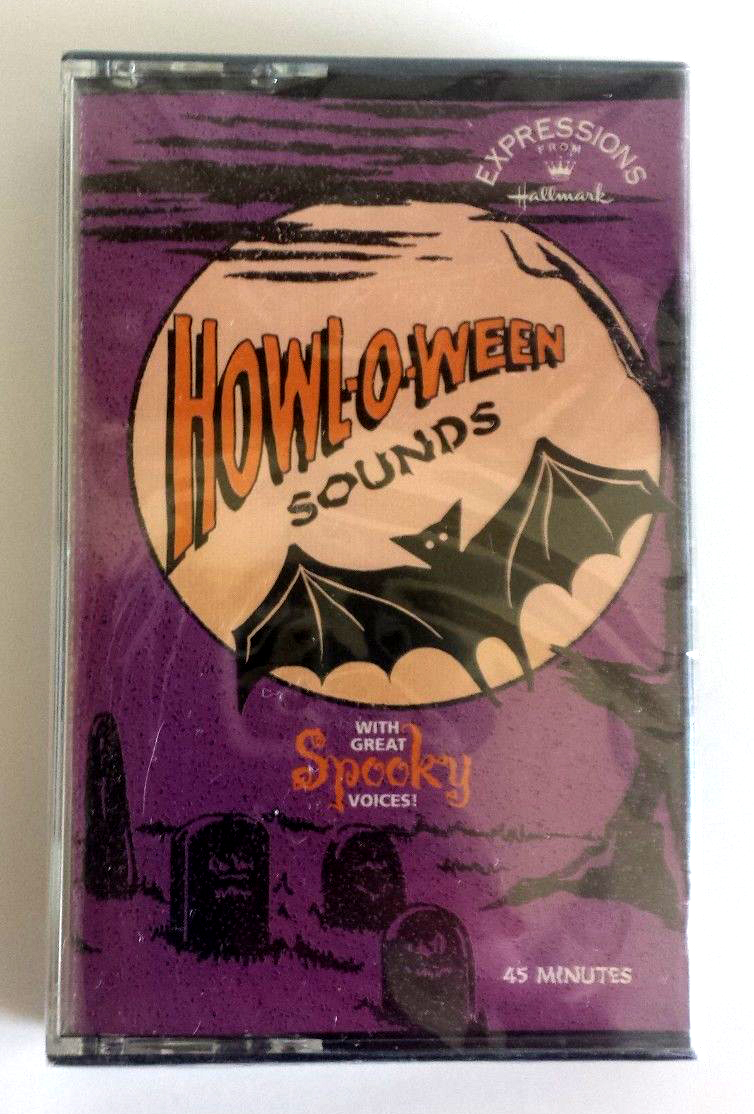 EXPRESSIONS
FROM
Hallmark
HOWL-O-WEEN
SOUNDS
WITH
GREAT
Spooky
VOICES!
45 MINUTES